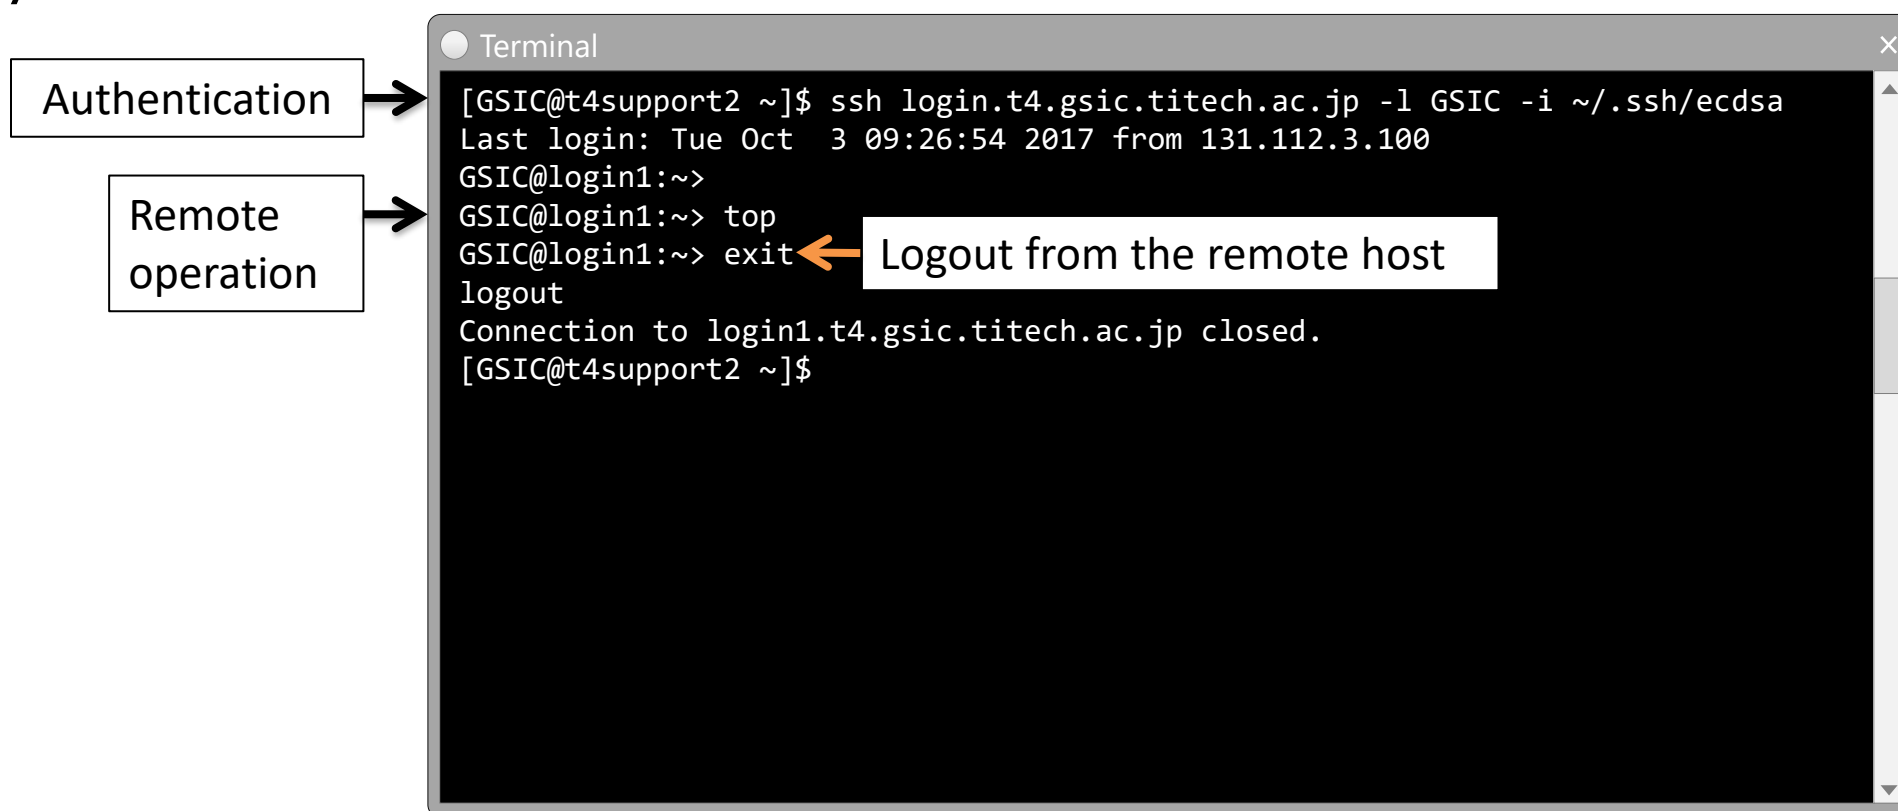 Terminal
Authentication
[GSIC@t4support2 ~]$ ssh login.t4.gsic.titech.ac.jp -l GSIC -i ~/.ssh/ecdsa
Last login: Tue Oct  3 09:26:54 2017 from 131.112.3.100
GSIC@login1:~>
Remote
operation
GSIC@login1:~> top
GSIC@login1:~> exit
Logout from the remote host
logout
Connection to login1.t4.gsic.titech.ac.jp closed.
[GSIC@t4support2 ~]$